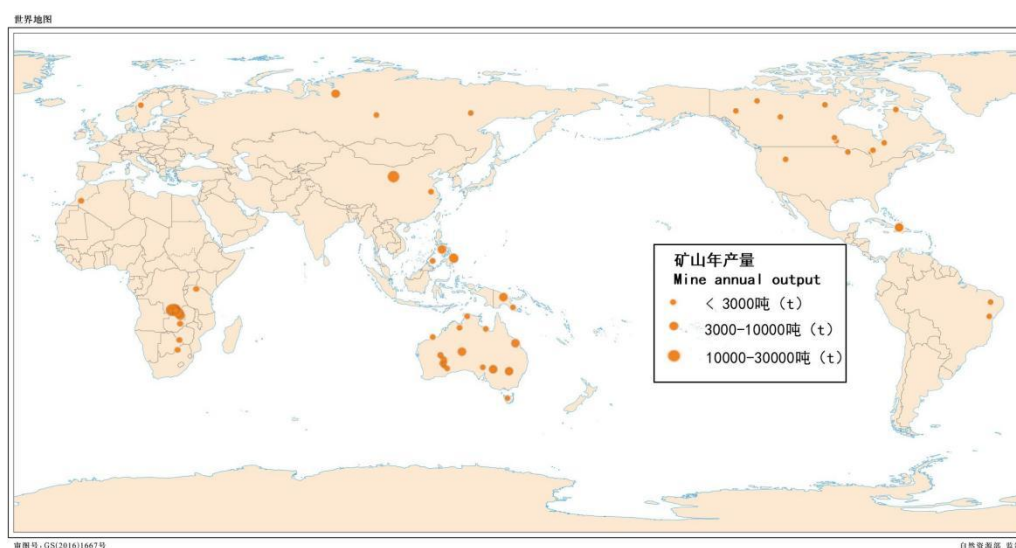 世界地图
矿山年产量
Mine annual output
< 3000吨 (t)
3000-10000吨 (t)
10000-30000吨 (t)
审图号:GS(2016)1667号
自然资源部